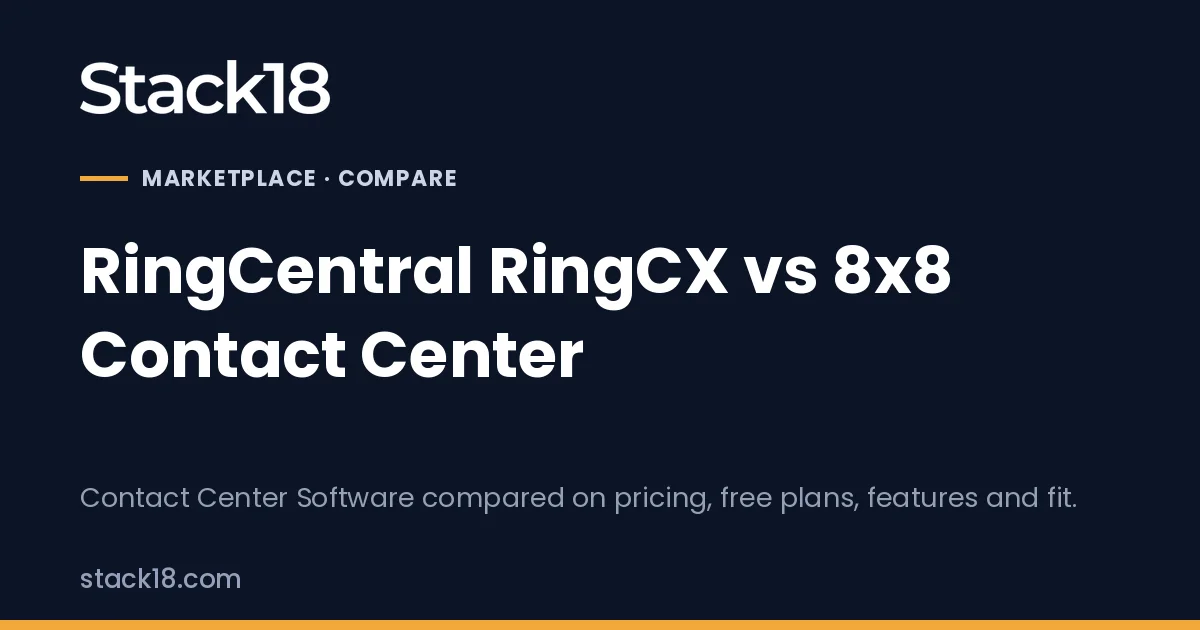 Stack18
MARKETPLACE · COMPARE
RingCentral RingCX vs 8x8
Contact Center
Contact Center Software compared on pricing, free plans, features and fit.
stack18.com